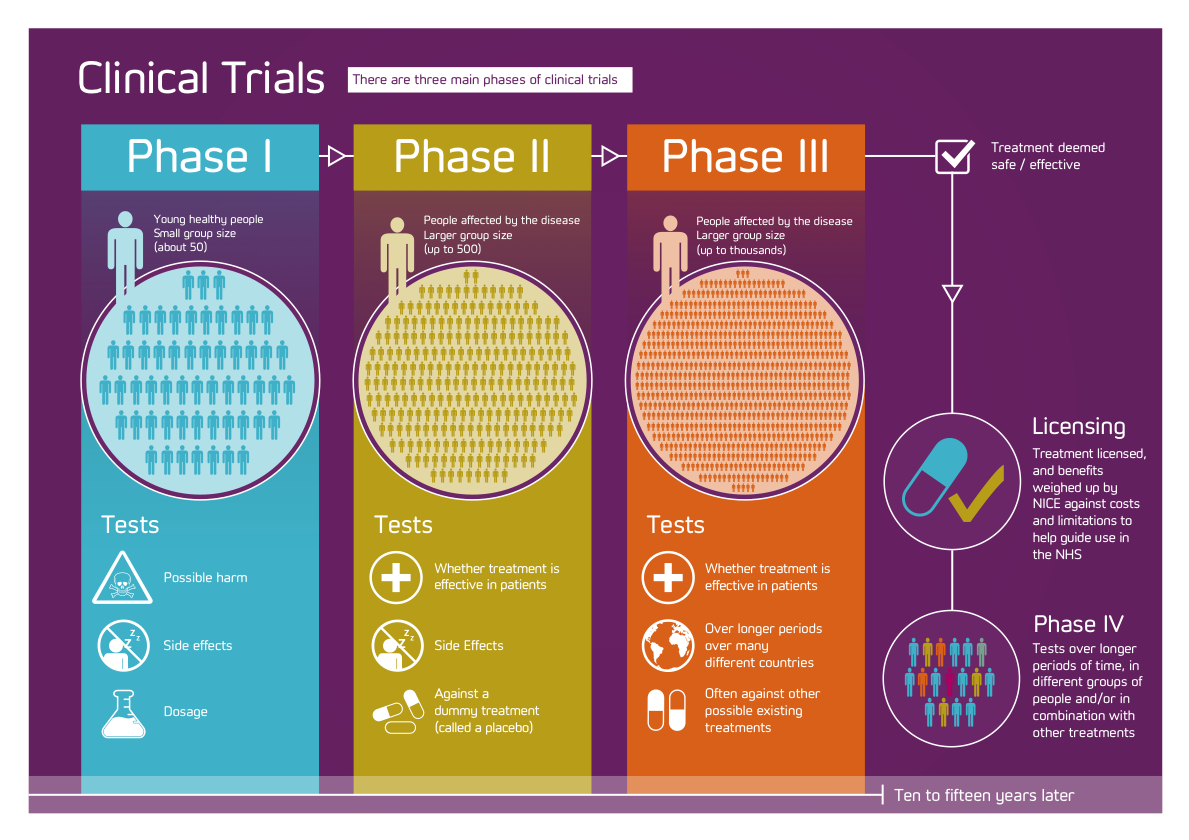 Clinical Trials
There are three main phases of clinical trials
Phase I
Young healthy people
Small group size
(about 50)
Tests
Possible harm
Side effects
Z Z Z
Dosage
Phase II
People affected by the disease
Larger group size
(up to 500)
Tests
Whether treatment is
effective in patients
Side Effects
Z Z Z
Against a
dummy treatment
(called a placebo)
Phase III
People affected by the disease
Larger group size
(up to thousands)
Tests
Whether treatment is
effective in patients
Over longer periods
over many
different countries
Often against other
possible existing
treatments
Treatment deemed
safe / effective
Licensing
Treatment licensed,
and benefits
weighed up by
NICE against costs
and limitations to
help guide use in
the NHS
Phase IV
Tests over longer
periods of time, in
different groups of
people and/or in
combination with
other treatments
Ten to fifteen years later